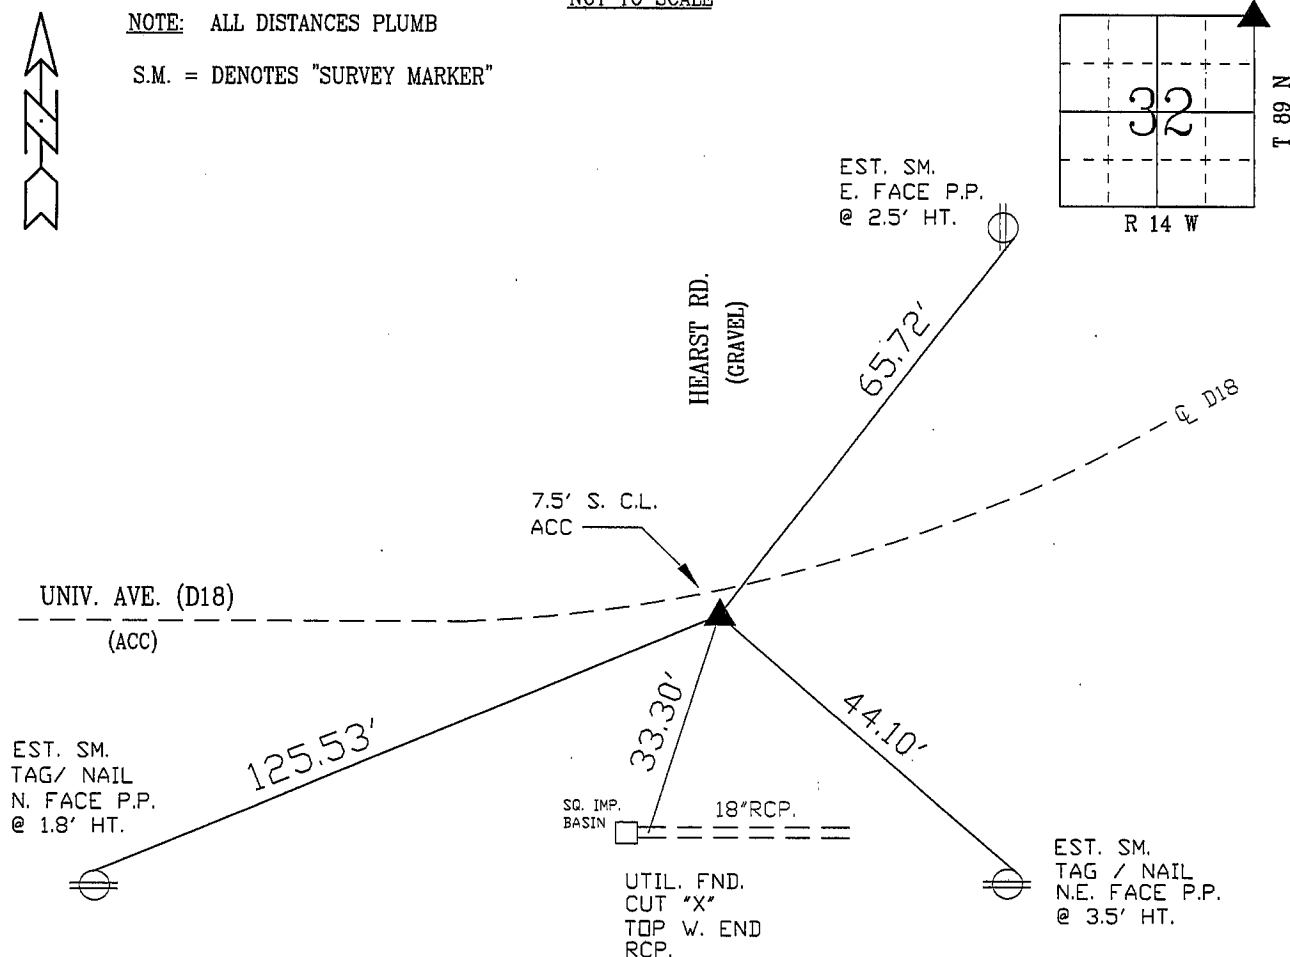 NOT TO SCALE
NOTE: ALL DISTANCES PLUMB
S.M. = DENOTES "SURVEY MARKER"
N
32
T 89 N
R 14 W
EST. SM.
E. FACE P.P.
@ 2.5' HT.
HEARST RD.
(GRAVEL)
65.72'
℄ D18
7.5' S. C.L.
ACC
UNIV. AVE. (D18)
(ACC)
125.53'
33.30'
44.10'
EST. SM.
TAG/ NAIL
N. FACE P.P.
@ 1.8' HT.
SQ. IMP.
BASIN
18"RCP.
UTIL. FND.
CUT "X"
TOP W. END
RCP.
EST. SM.
TAG / NAIL
N.E. FACE P.P.
@ 3.5' HT.